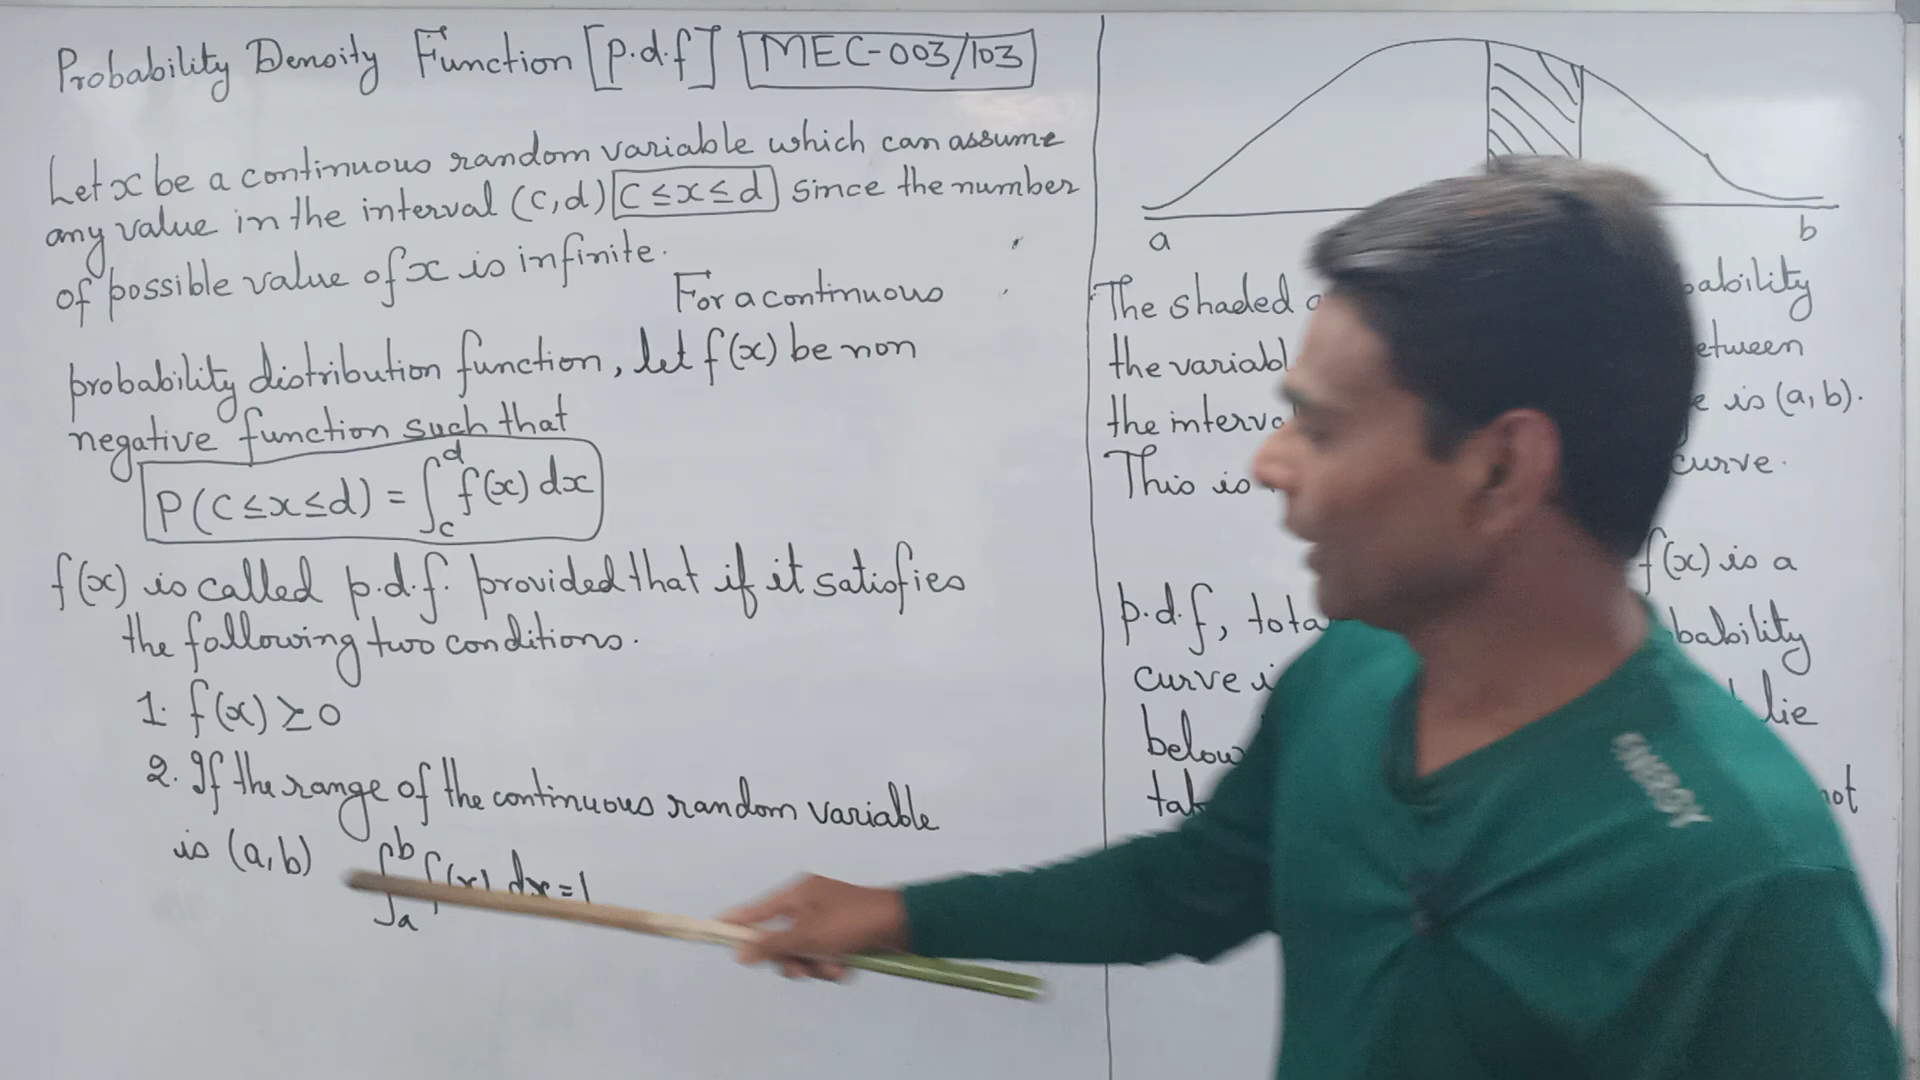 Probability Density Function [p.d.f] MEC-003/103
Let x be a continuous random variable which can assume
any value in the interval (c,d) c≤x≤d since the number
of possible value of x is infinite.
For a continuous
probability distribution function, let f(x) be non
negative function such that
P(c≤x≤d) = ∫_c^d f(x) dx
f(x) is called p.d.f. provided that if it satisfies
the following two conditions.
1. f(x) ≥ 0
2. If the range of the continuous random variable
is (a,b) ∫_a^b f(x) dx = 1
a b
The shaded
the variabl etween
the interva is (a,b).
This is curve.
f(x) is a
p.d.f, tota bability
curve i
below lie
ENERGY